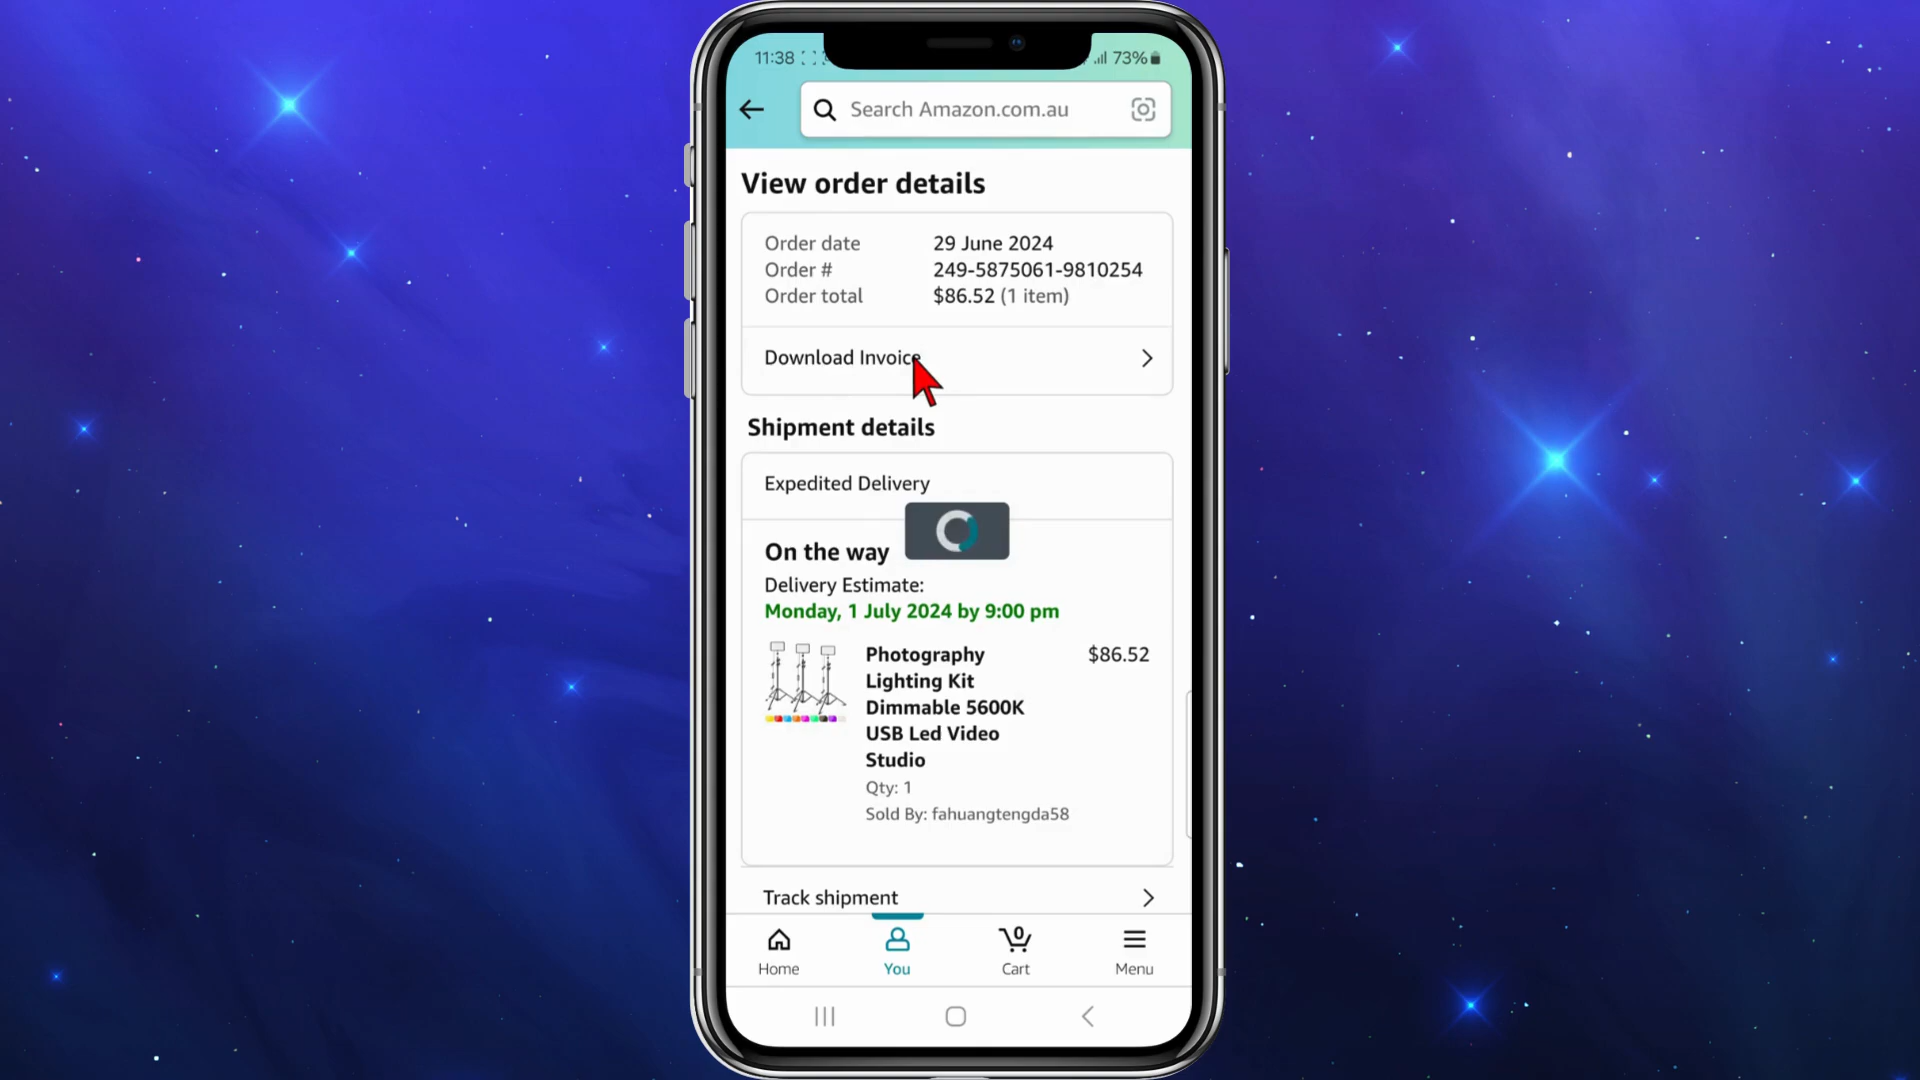 11:38
73%
Search Amazon.com.au
View order details
Order date 29 June 2024
Order # 249-5875061-9810254
Order total $86.52 (1 item)
Download Invoice
Shipment details
Expedited Delivery
On the way
Delivery Estimate:
Monday, 1 July 2024 by 9:00 pm
Photography $86.52
Lighting Kit
Dimmable 5600K
USB Led Video
Studio
Qty: 1
Sold By: fahuangtengda58
Track shipment
0
Home You Cart Menu